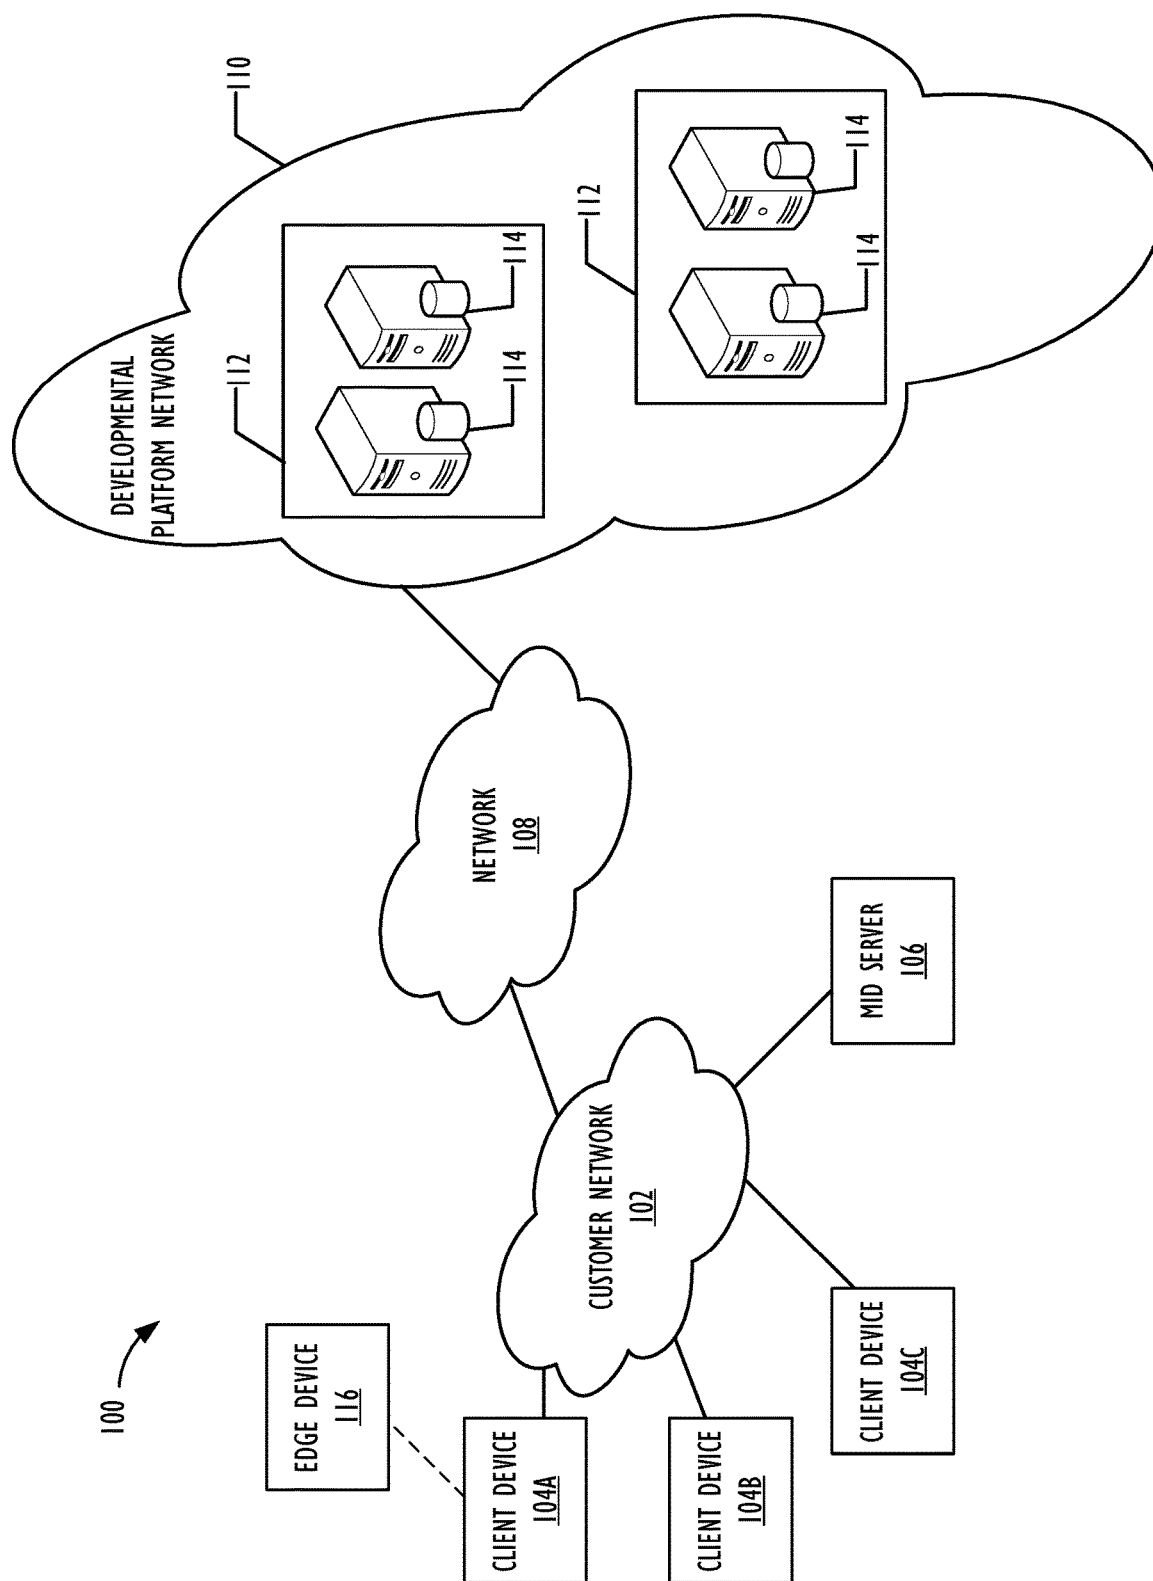 100
EDGE DEVICE
116
CLIENT DEVICE
104A
CLIENT DEVICE
104B
CLIENT DEVICE
104C
CUSTOMER NETWORK
102
MID SERVER
106
NETWORK
108
DEVELOPMENTAL
PLATFORM NETWORK
110
112
114
114
112
114
114